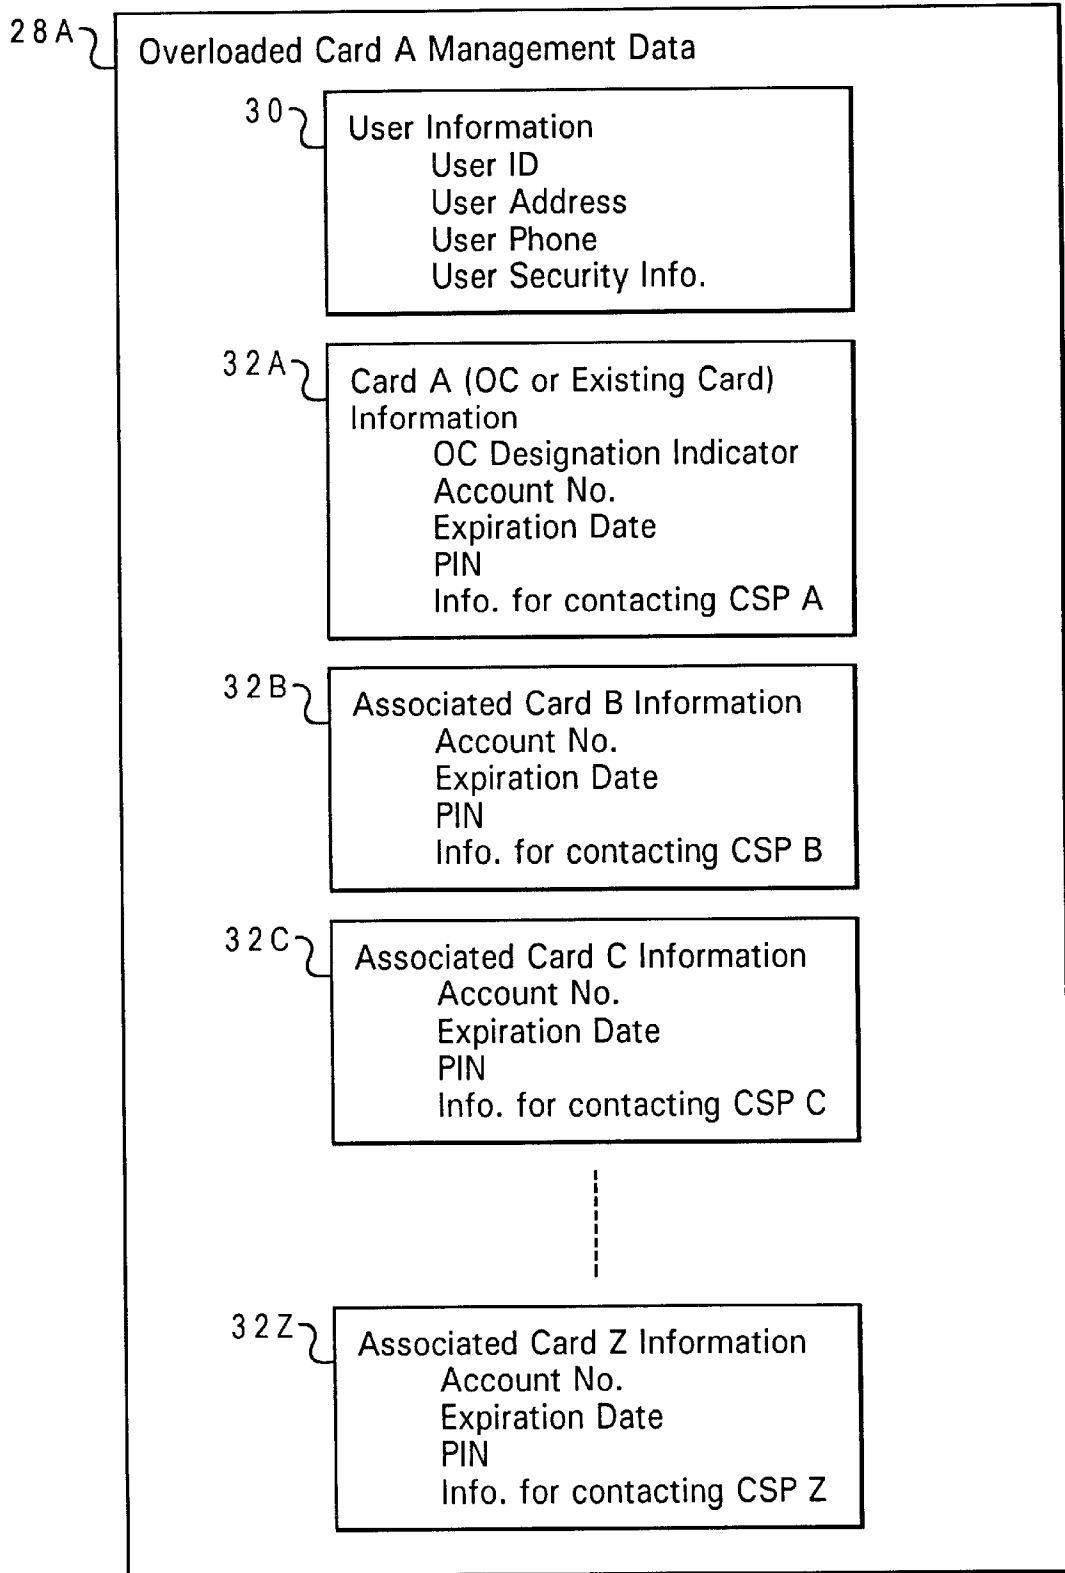 28A
Overloaded Card A Management Data
30
User Information
User ID
User Address
User Phone
User Security Info.
32A
Card A (OC or Existing Card)
Information
OC Designation Indicator
Account No.
Expiration Date
PIN
Info. for contacting CSP A
32B
Associated Card B Information
Account No.
Expiration Date
PIN
Info. for contacting CSP B
32C
Associated Card C Information
Account No.
Expiration Date
PIN
Info. for contacting CSP C
32Z
Associated Card Z Information
Account No.
Expiration Date
PIN
Info. for contacting CSP Z